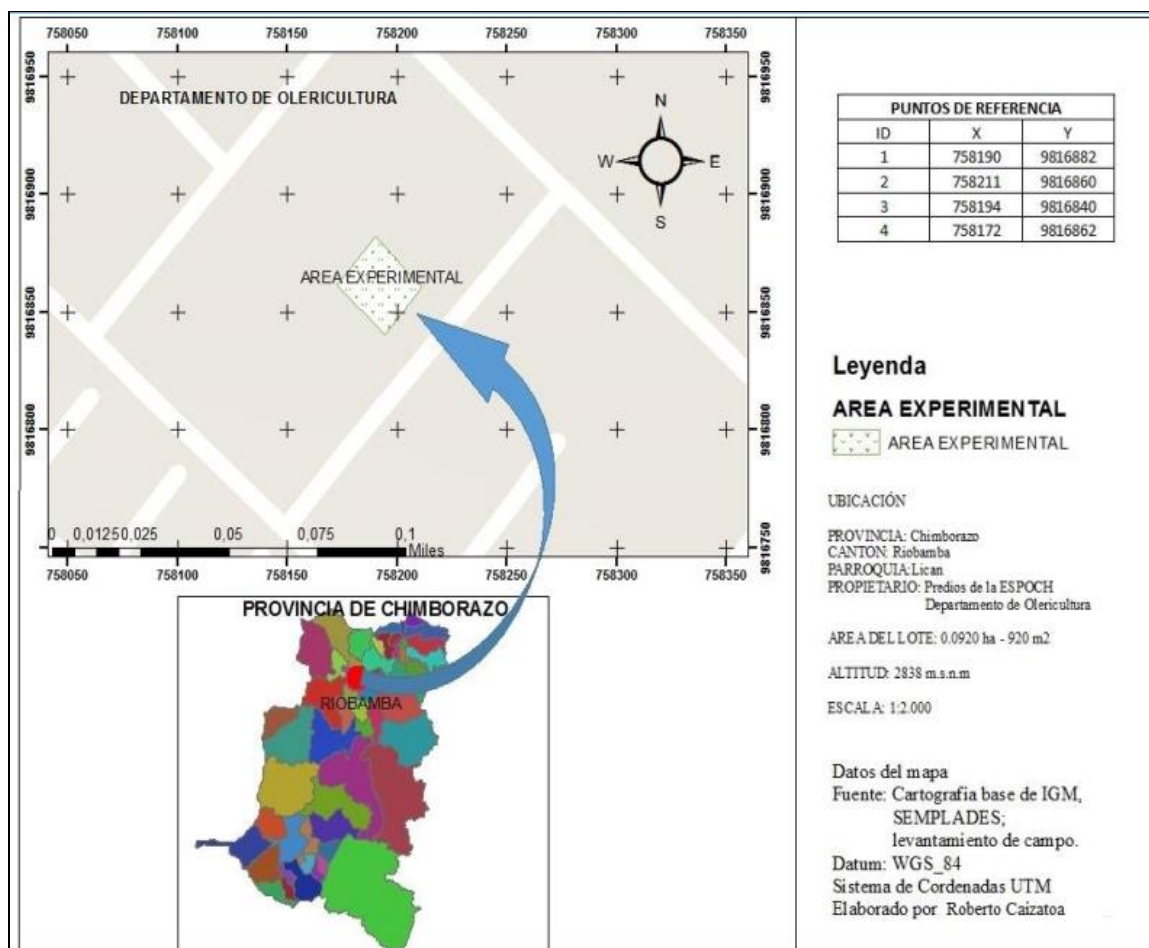 758050 758100 758150 758200 758250 758300 758350
9816950 9816950
DEPARTAMENTO DE OLERICULTURA
N
W E
S
9816900 9816900
AREA EXPERIMENTAL
9816850 9816850
9816800 9816800
0 0,0125 0,025 0,05 0,075 0,1
Miles
9816750
758050 758100 758150 758200 758250 758300 758350
PROVINCIA DE CHIMBORAZO
RIOBAMBA
PUNTOS DE REFERENCIA
ID X Y
1 758190 9816882
2 758211 9816860
3 758194 9816840
4 758172 9816862
Leyenda
AREA EXPERIMENTAL
AREA EXPERIMENTAL
UBICACIÓN
PROVINCIA: Chimborazo
CANTON: Riobamba
PARROQUIA: Lican
PROPIETARIO: Predios de la ESPOCH
Departamento de Olericultura
AREA DEL LOTE: 0.0920 ha - 920 m2
ALTITUD: 2838 m.s.n.m
ESCALA: 1:2.000
Datos del mapa
Fuente: Cartografia base de IGM,
SEMPLADES;
levantamiento de campo.
Datum: WGS_84
Sistema de Cordenadas UTM
Elaborado por Roberto Caizatoa